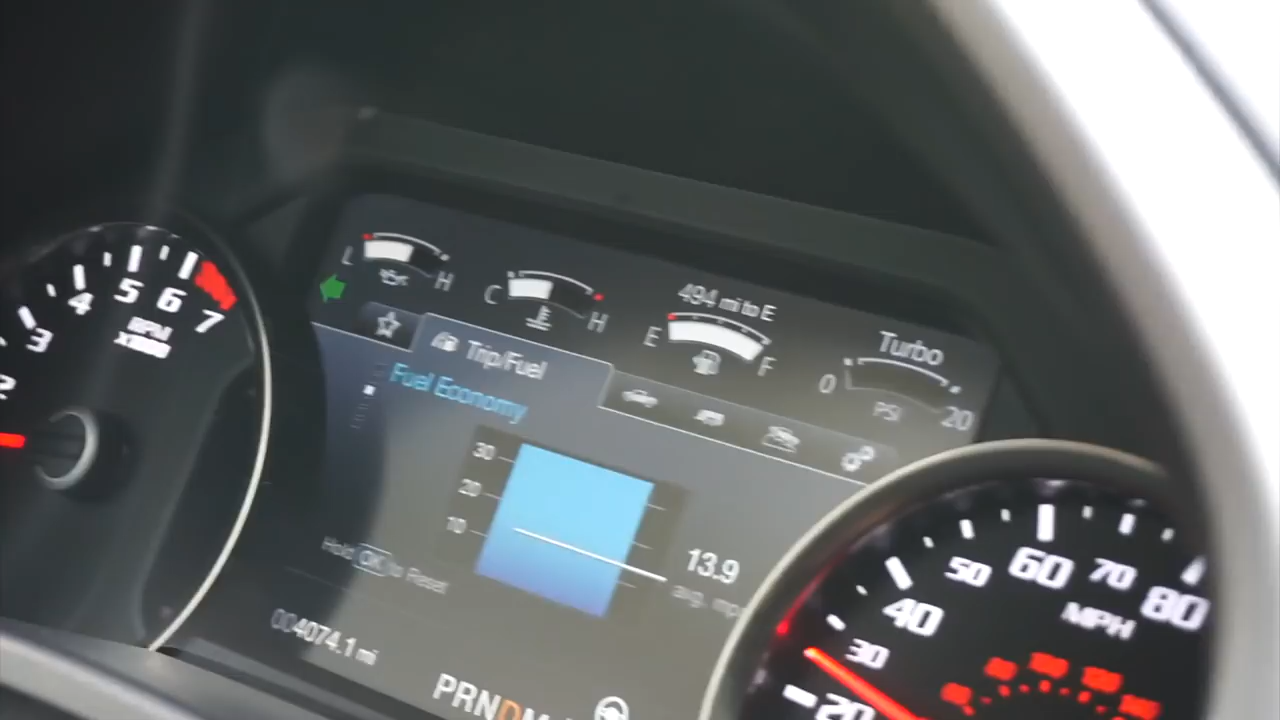 2
3
4
5
6
7
RPM
x1000
L
H
C
H
494 mi to E
E
F
Turbo
0
PSI
20
Trip/Fuel
Fuel Economy
30
20
10
13.9
avg. mpg
Hold OK to Reset
004074.1 mi
PRNDM
20
30
40
50
60
70
80
MPH